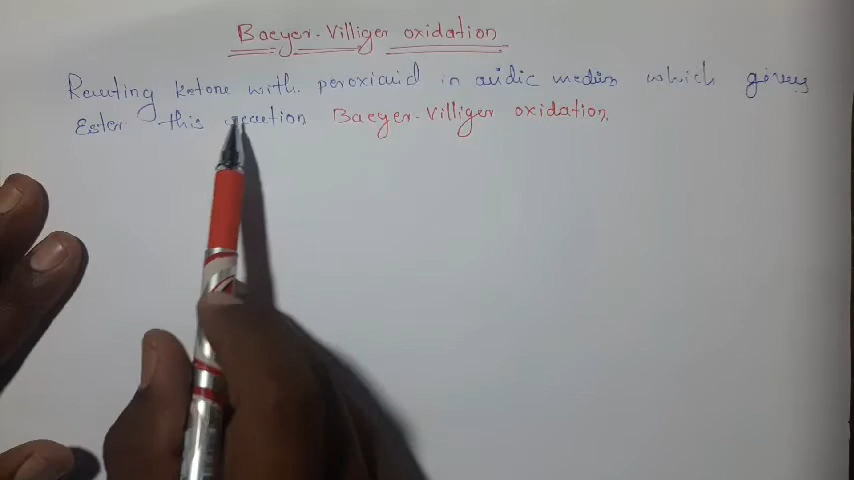 Baeyer-Villiger oxidation
Reacting ketone with peroxiacid in acidic medium which gives
Ester this reaction Baeyer-Villiger oxidation.